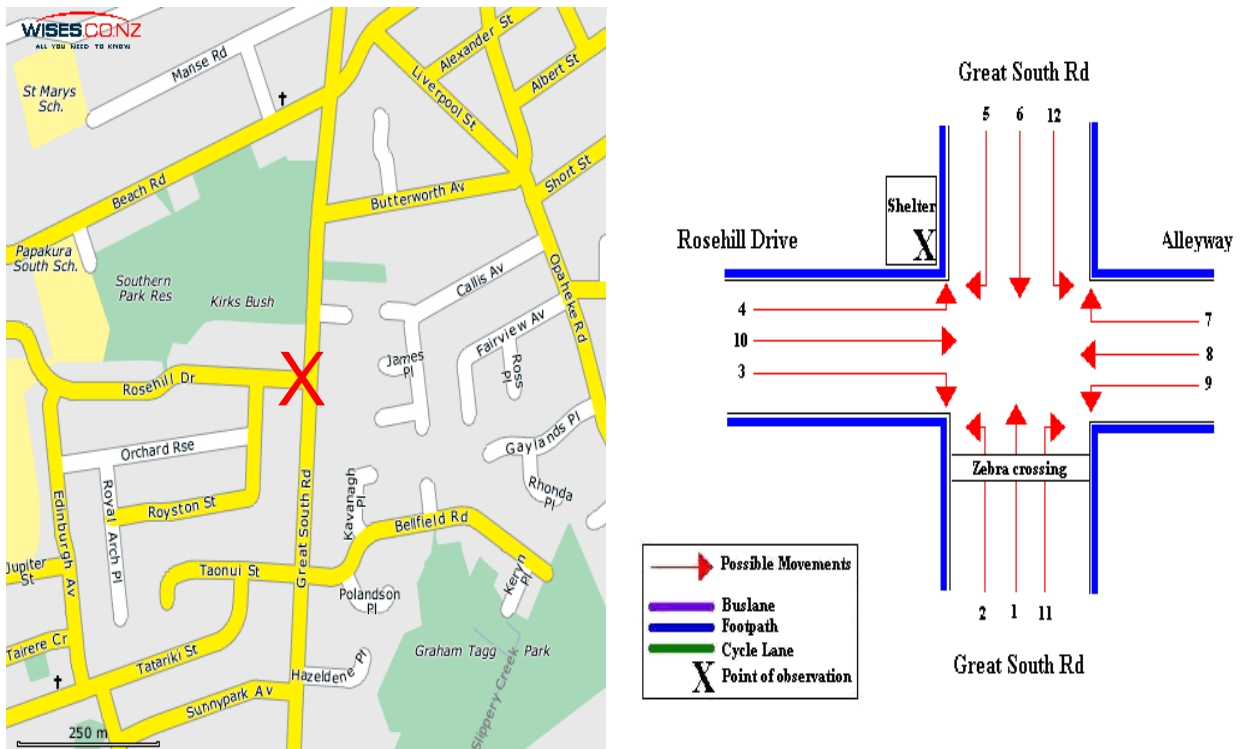 WISES.CO.NZ
ALL YOU NEED TO KNOW
St Marys
Sch.
Manse Rd
Alexander St
Liverpool St.
Albert St
Beach Rd
Butterworth Av
Short St
Papakura
South Sch.
Southern
Park Res
Kirks Bush
Callis Av
Opaheke Rd
Fairview Av
James
Pl
Ross
Pl
Rosehill Dr
Orchard Rse
Gaylands Pl
Royal Arch Pl
Royston St
Great South Rd
Kavanagh
Pl
Rhonda
Pl
Edinburgh Av
Bellfield Rd
Jupiter
St
Taonui St
Polandson
Pl
Keryn
Pl
Tairere Cr
Tatariki St
Graham Tagg Park
Hazeldene Pl
Sunnypark Av
Slippery Creek
250 m
X
Great South Rd
5 6 12
Shelter
X
Rosehill Drive
Alleyway
4
10
3
7
8
9
Zebra crossing
2 1 11
Great South Rd
Possible Movements
Buslane
Footpath
Cycle Lane
X Point of observation